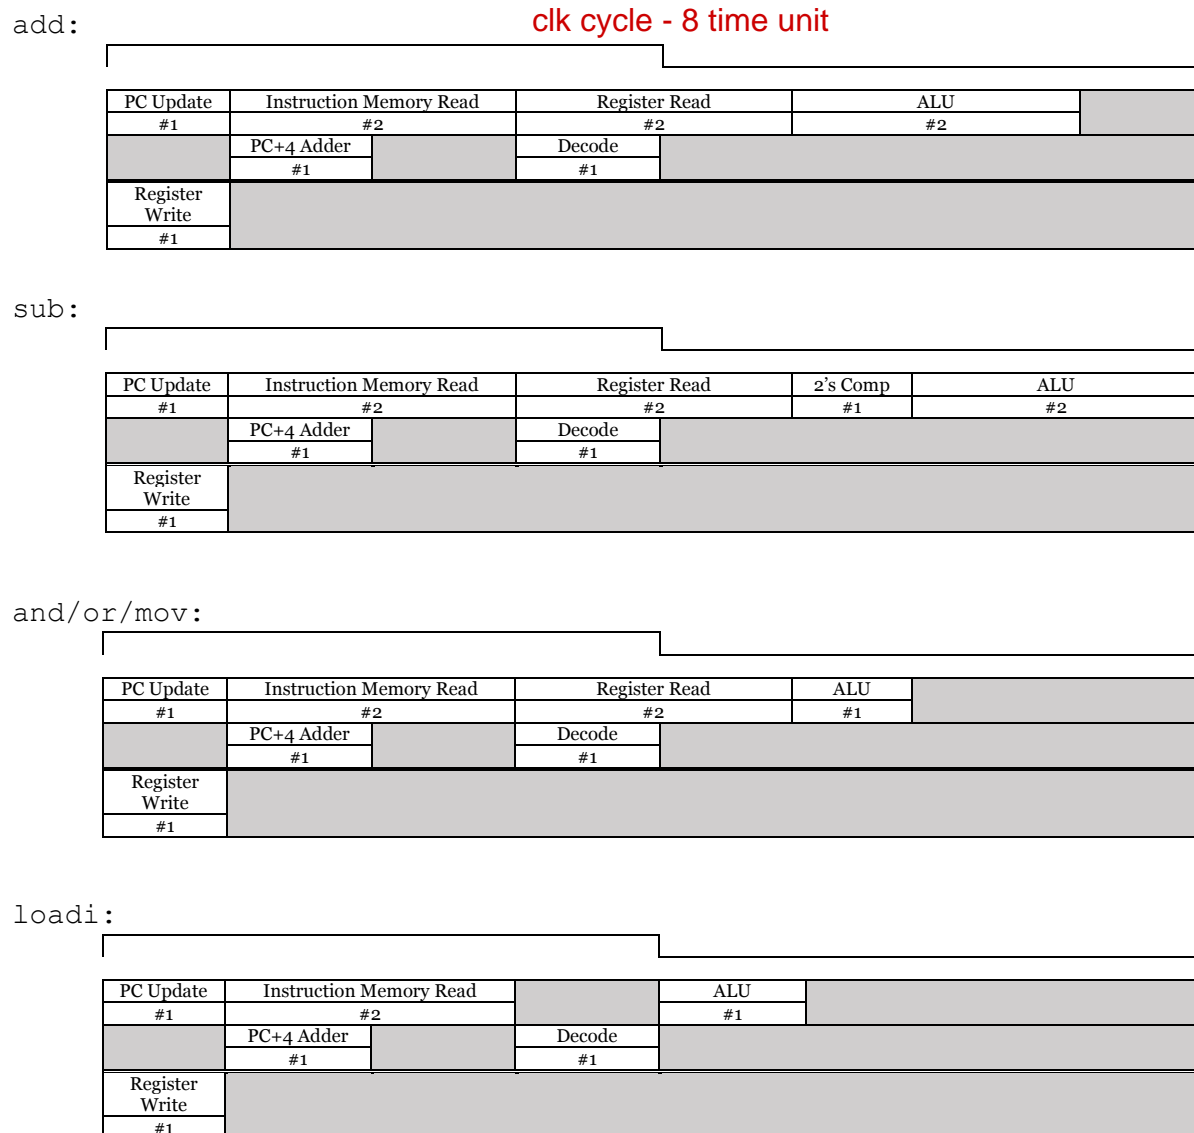 add:
clk cycle - 8 time unit
PC Update Instruction Memory Read Register Read ALU
#1 #2 #2 #2
PC+4 Adder Decode
#1 #1
Register
Write
#1
sub:
PC Update Instruction Memory Read Register Read 2’s Comp ALU
#1 #2 #2 #1 #2
PC+4 Adder Decode
#1 #1
Register
Write
#1
and/or/mov:
PC Update Instruction Memory Read Register Read ALU
#1 #2 #2 #1
PC+4 Adder Decode
#1 #1
Register
Write
#1
loadi:
PC Update Instruction Memory Read ALU
#1 #2 #1
PC+4 Adder Decode
#1 #1
Register
Write
#1